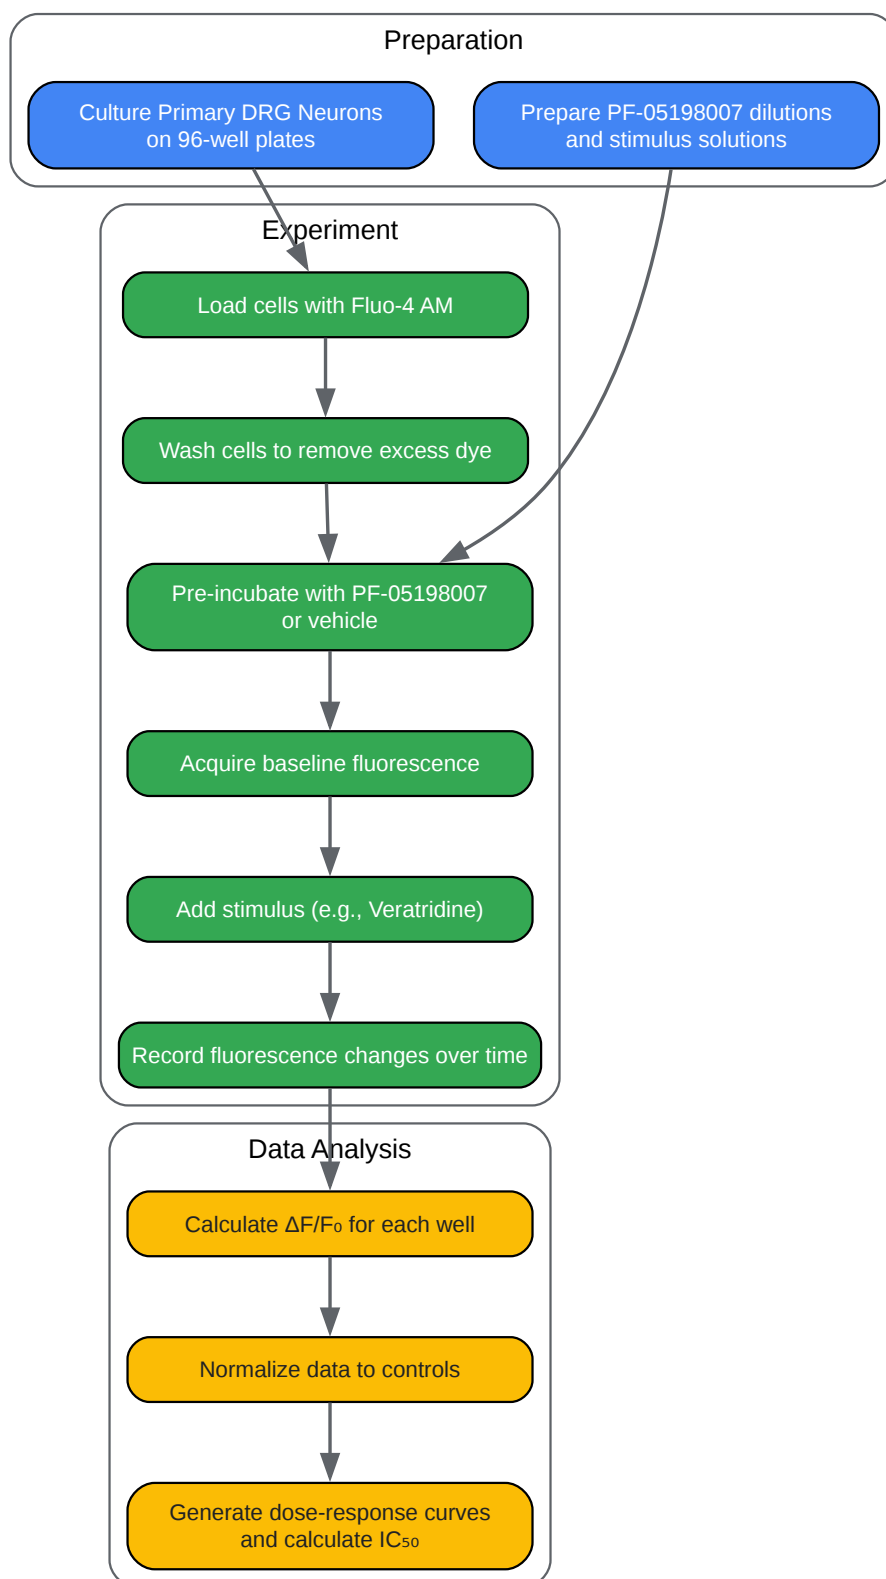 Preparation
Culture Primary DRG Neurons
on 96-well plates
Prepare PF-05198007 dilutions
and stimulus solutions
Experiment
Load cells with Fluo-4 AM
Wash cells to remove excess dye
Pre-incubate with PF-05198007
or vehicle
Acquire baseline fluorescence
Add stimulus (e.g., Veratridine)
Record fluorescence changes over time
Data Analysis
Calculate ΔF/F₀ for each well
Normalize data to controls
Generate dose-response curves
and calculate IC₅₀